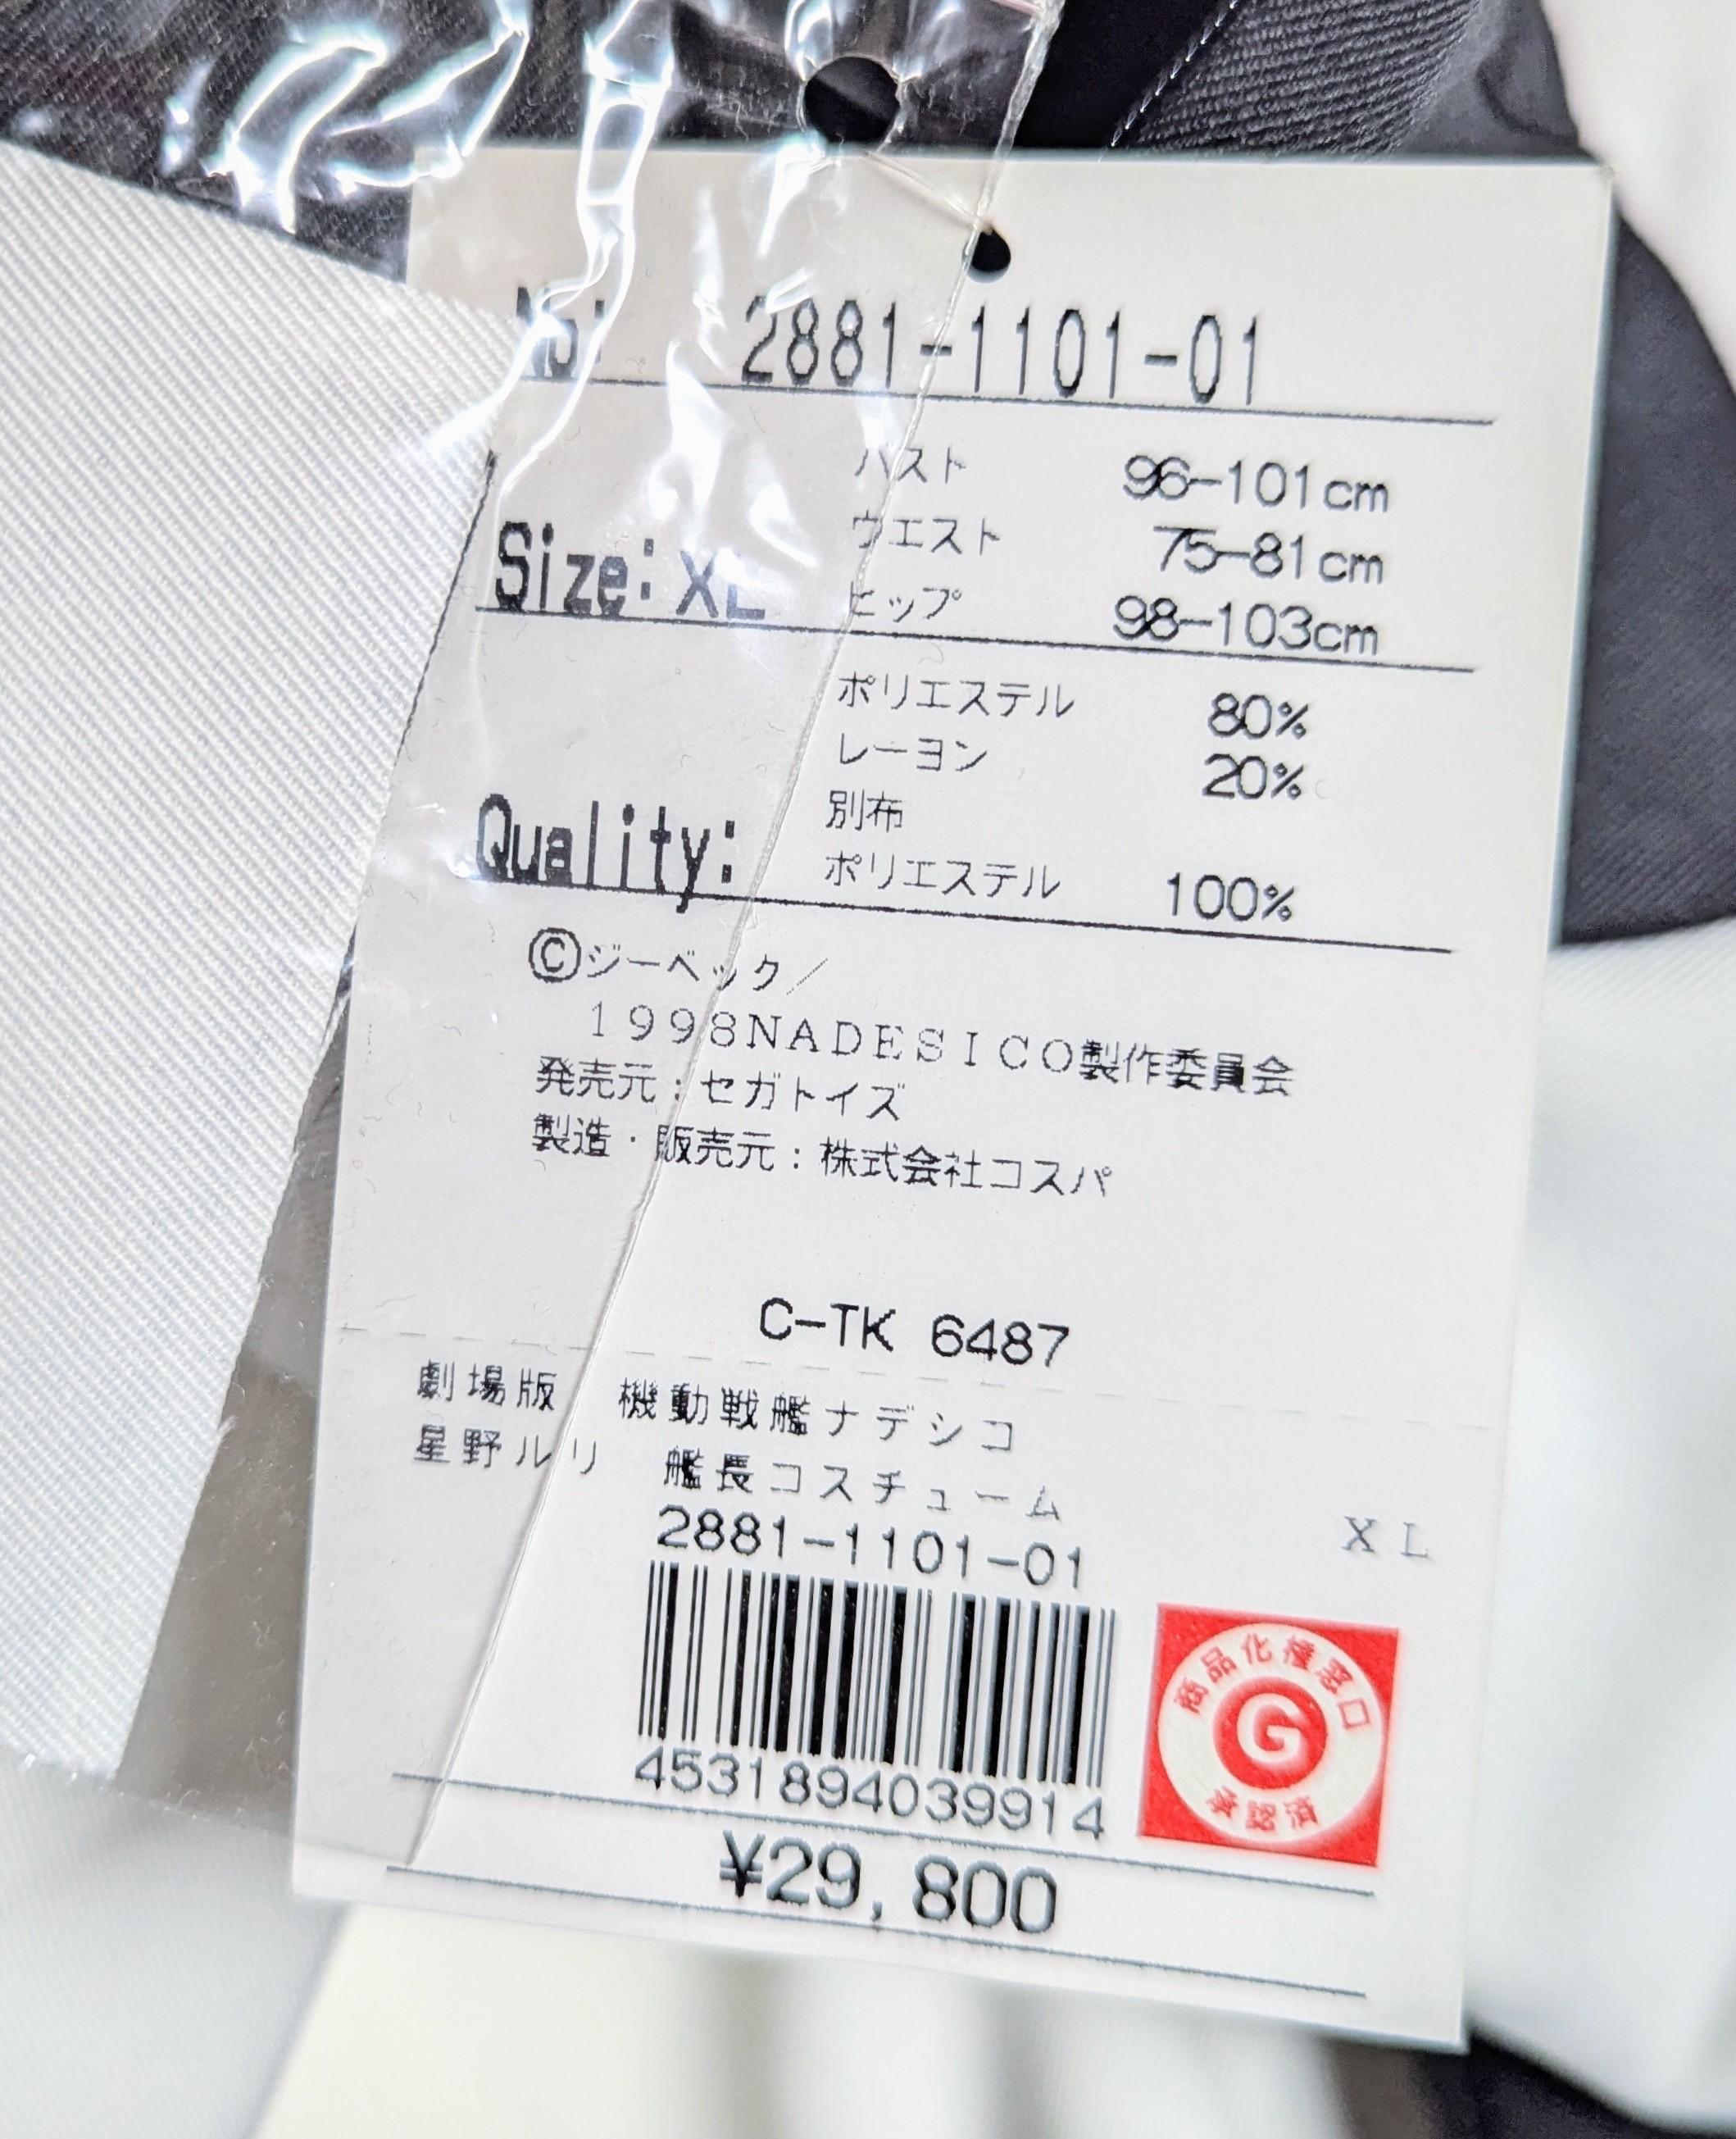 No: 2881-1101-01
バスト 96-101cm
ウエスト 75-81cm
Size: XL
ヒップ 98-103cm
ポリエステル 80%
レーヨン 20%
別布
Quality:
ポリエステル 100%
Ⓒジーベック/
1998NADESICO製作委員会
発売元:セガトイズ
製造・販売元:株式会社コスパ
C-TK 6487
劇場版 機動戦艦ナデシコ
星野ルリ 艦長コスチューム
XL
2881-1101-01
4531894039914
商品化権窓口
G
承認済
¥29,800